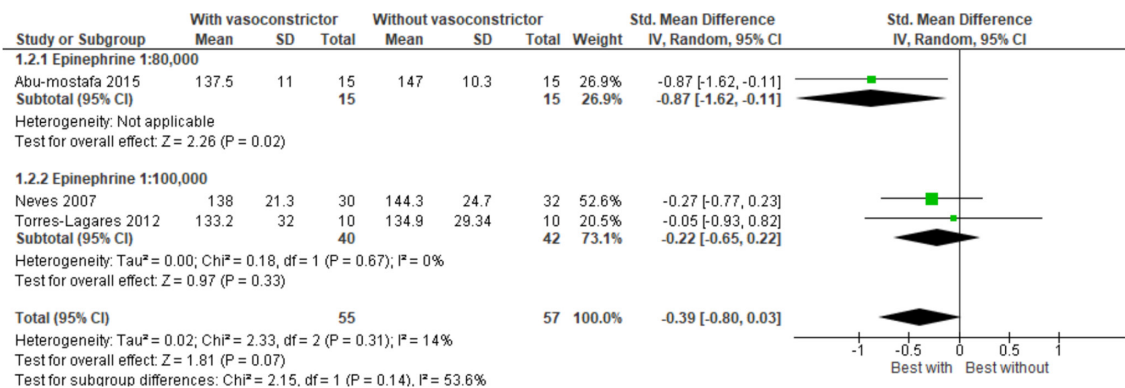 With vasoconstrictor Without vasoconstrictor Std. Mean Difference Std. Mean Difference
Study or Subgroup Mean SD Total Mean SD Total Weight IV, Random, 95% CI IV, Random, 95% CI
1.2.1 Epinephrine 1:80,000
Abu-mostafa 2015 137.5 11 15 147 10.3 15 26.9% -0.87 [-1.62, -0.11]
Subtotal (95% CI) 15 15 26.9% -0.87 [-1.62, -0.11]
Heterogeneity: Not applicable
Test for overall effect: Z = 2.26 (P = 0.02)
1.2.2 Epinephrine 1:100,000
Neves 2007 138 21.3 30 144.3 24.7 32 52.6% -0.27 [-0.77, 0.23]
Torres-Lagares 2012 133.2 32 10 134.9 29.34 10 20.5% -0.05 [-0.93, 0.82]
Subtotal (95% CI) 40 42 73.1% -0.22 [-0.65, 0.22]
Heterogeneity: Tau² = 0.00; Chi² = 0.18, df = 1 (P = 0.67); I² = 0%
Test for overall effect: Z = 0.97 (P = 0.33)
Total (95% CI) 55 57 100.0% -0.39 [-0.80, 0.03]
Heterogeneity: Tau² = 0.02; Chi² = 2.33, df = 2 (P = 0.31); I² = 14%
Test for overall effect: Z = 1.81 (P = 0.07)
Test for subgroup differences: Chi² = 2.15, df = 1 (P = 0.14), I² = 53.6%
-1 -0.5 0 0.5 1
Best with Best without